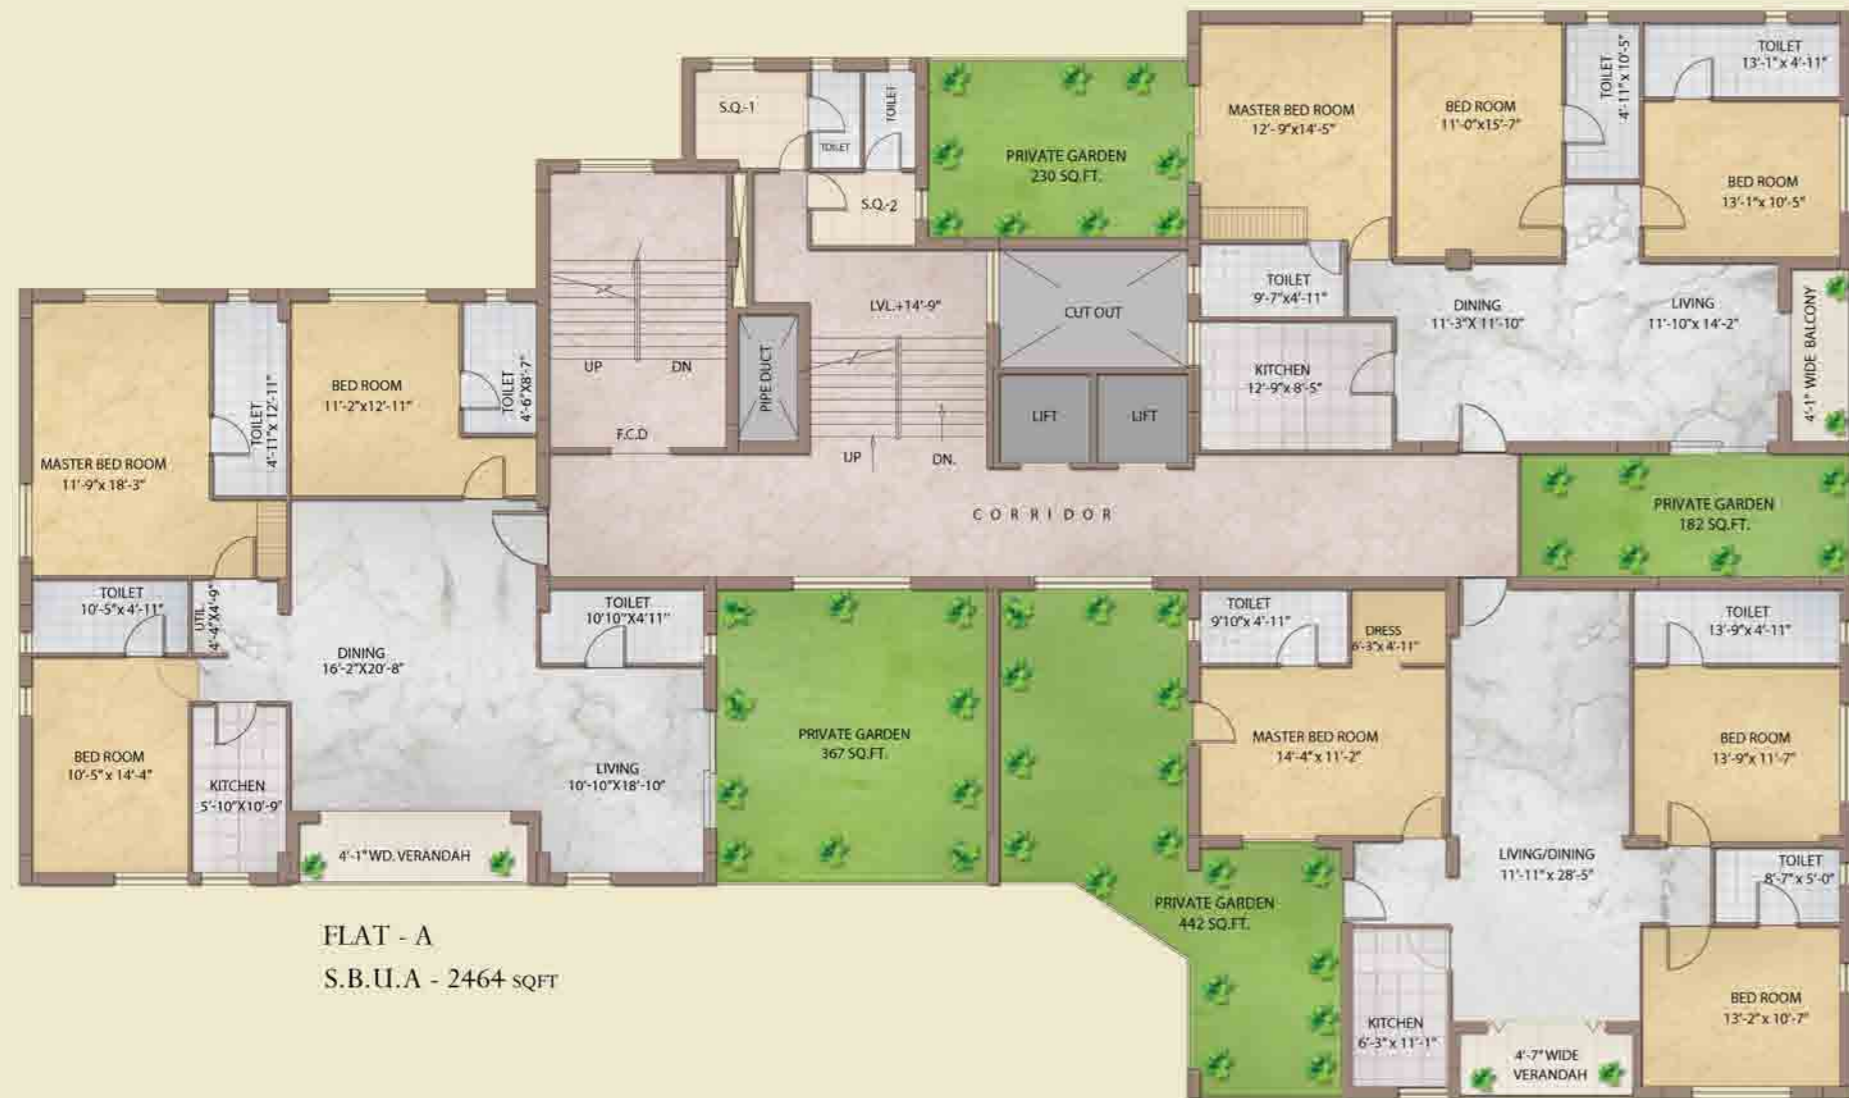 S.Q.-1
TOILET
TOILET
S.Q.-2
PRIVATE GARDEN
230 SQ.FT.
MASTER BED ROOM
12'-9"x14'-5"
BED ROOM
11'-0"x15'-7"
TOILET
4'-11"x 10'-5"
TOILET
13'-1"x 4'-11"
BED ROOM
13'-1"x 10'-5"
TOILET
9'-7"x4'-11"
DINING
11'-3"X 11'-10"
LIVING
11'-10"x 14'-2"
4'-1" WIDE BALCONY
KITCHEN
12'-9"x 8'-5"
LVL.+14'-9"
CUT OUT
PIPE DUCT
LIFT
LIFT
UP
DN
F.C.D
UP
DN.
CORRIDOR
PRIVATE GARDEN
182 SQ.FT.
MASTER BED ROOM
11'-9"x 18'-3"
TOILET
4'-11"x 12'-11"
BED ROOM
11'-2"x12'-11"
TOILET
4'-6"X8'-7"
TOILET
10'-5"x 4'-11"
UTIL.
4'-4"X4'-9"
DINING
16'-2"X20'-8"
TOILET
10'10"X4'11"
BED ROOM
10'-5"x 14'-4"
KITCHEN
5'-10"X10'-9"
LIVING
10'-10"X18'-10"
4'-1" WD. VERANDAH
PRIVATE GARDEN
367 SQ.FT.
TOILET
9'10"x 4'-11"
DRESS
6'-3"x 4'-11"
MASTER BED ROOM
14'-4"x 11'-2"
TOILET
13'-9"x 4'-11"
BED ROOM
13'-9"x 11'-7"
LIVING/DINING
11'-11"x 28'-5"
TOILET
8'-7"x 5'-0"
PRIVATE GARDEN
442 SQ.FT.
KITCHEN
6'-3"x 11'-1"
BED ROOM
13'-2"x 10'-7"
4'-7" WIDE
VERANDAH
FLAT - A
S.B.U.A - 2464 SQFT